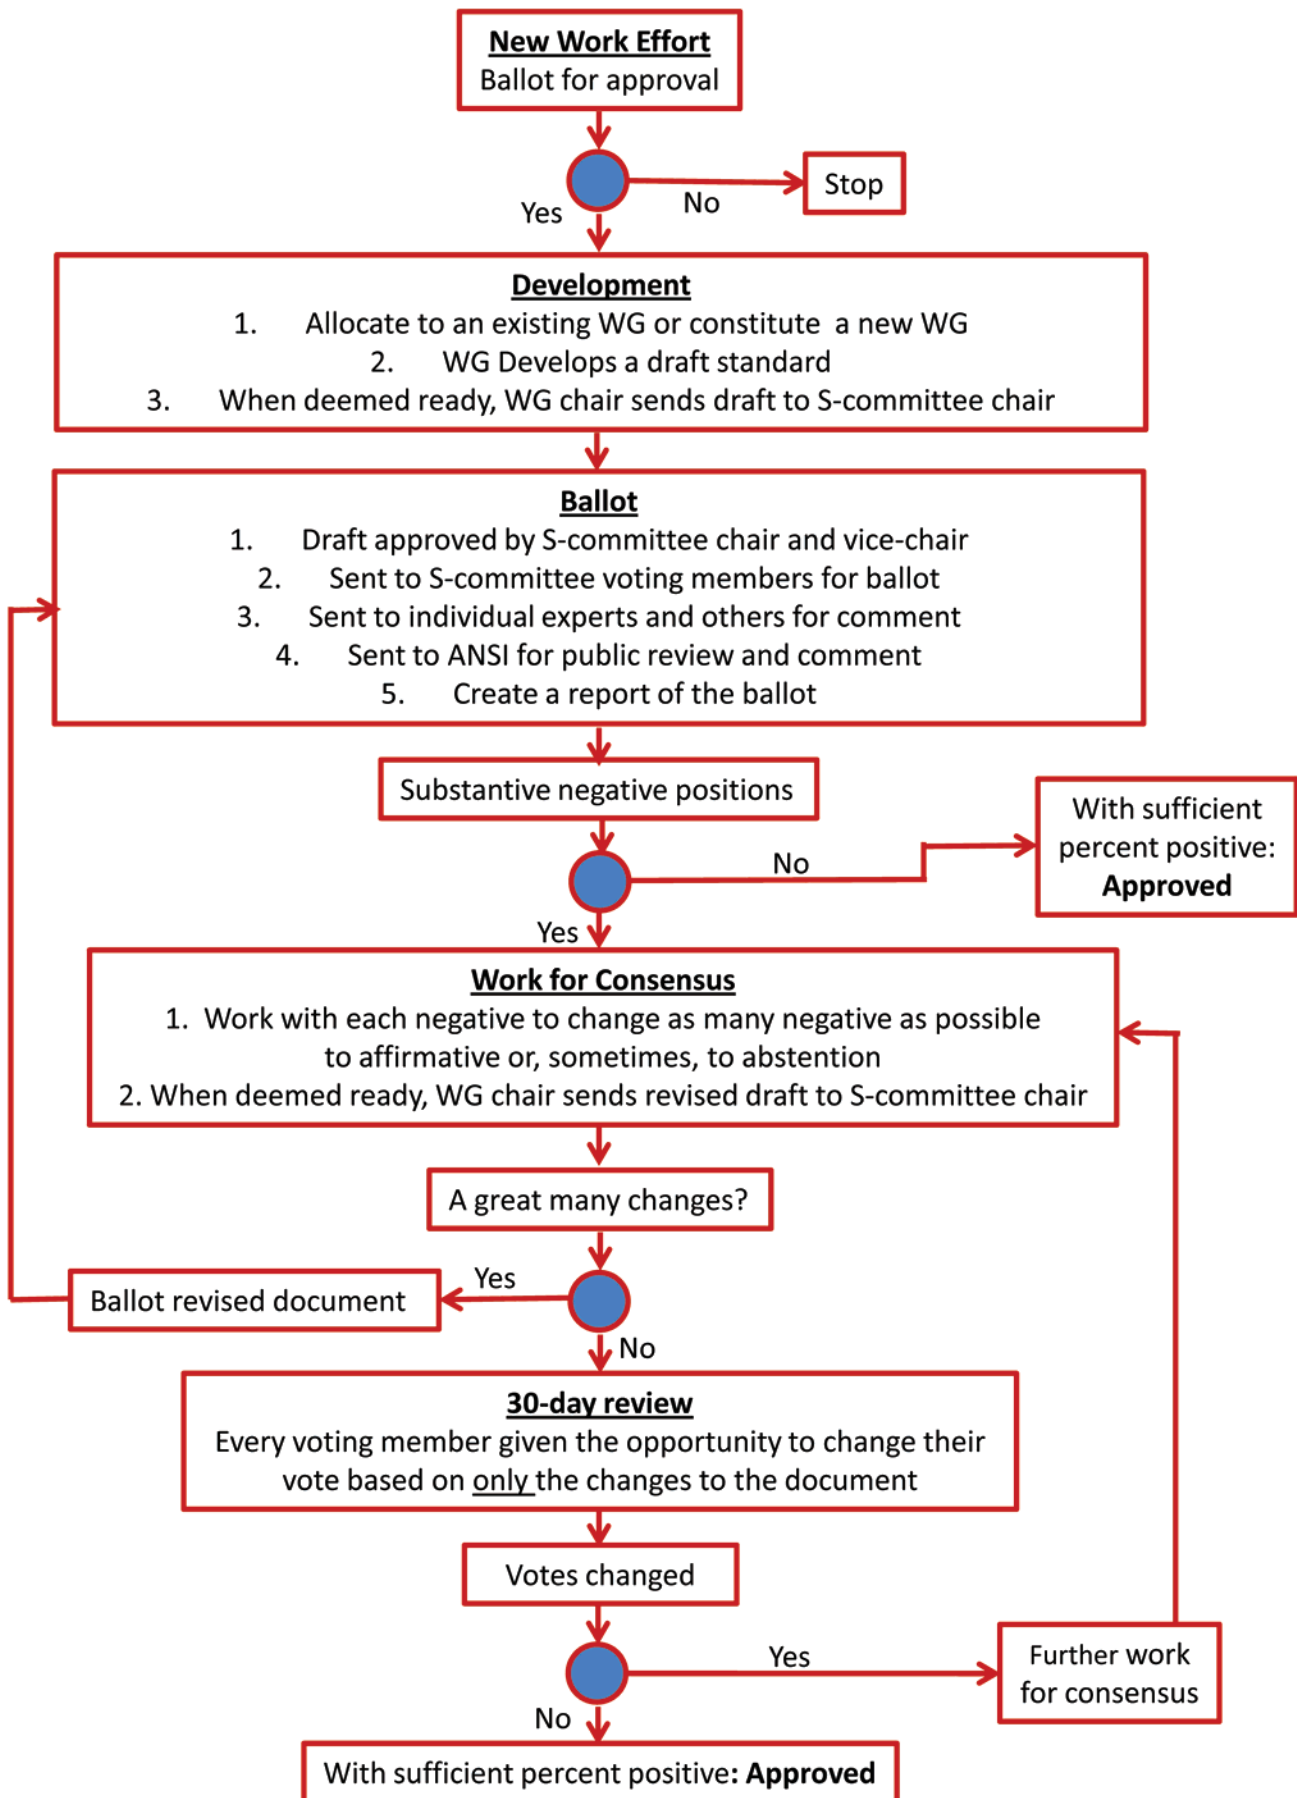 New Work Effort
Ballot for approval
No
Stop
Yes
Development
1. Allocate to an existing WG or constitute a new WG
2. WG Develops a draft standard
3. When deemed ready, WG chair sends draft to S-committee chair
Ballot
1. Draft approved by S-committee chair and vice-chair
2. Sent to S-committee voting members for ballot
3. Sent to individual experts and others for comment
4. Sent to ANSI for public review and comment
5. Create a report of the ballot
Substantive negative positions
No
With sufficient
percent positive:
Approved
Yes
Work for Consensus
1. Work with each negative to change as many negative as possible
to affirmative or, sometimes, to abstention
2. When deemed ready, WG chair sends revised draft to S-committee chair
A great many changes?
Yes
Ballot revised document
No
30-day review
Every voting member given the opportunity to change their
vote based on only the changes to the document
Votes changed
Yes
Further work
for consensus
No
With sufficient percent positive: Approved